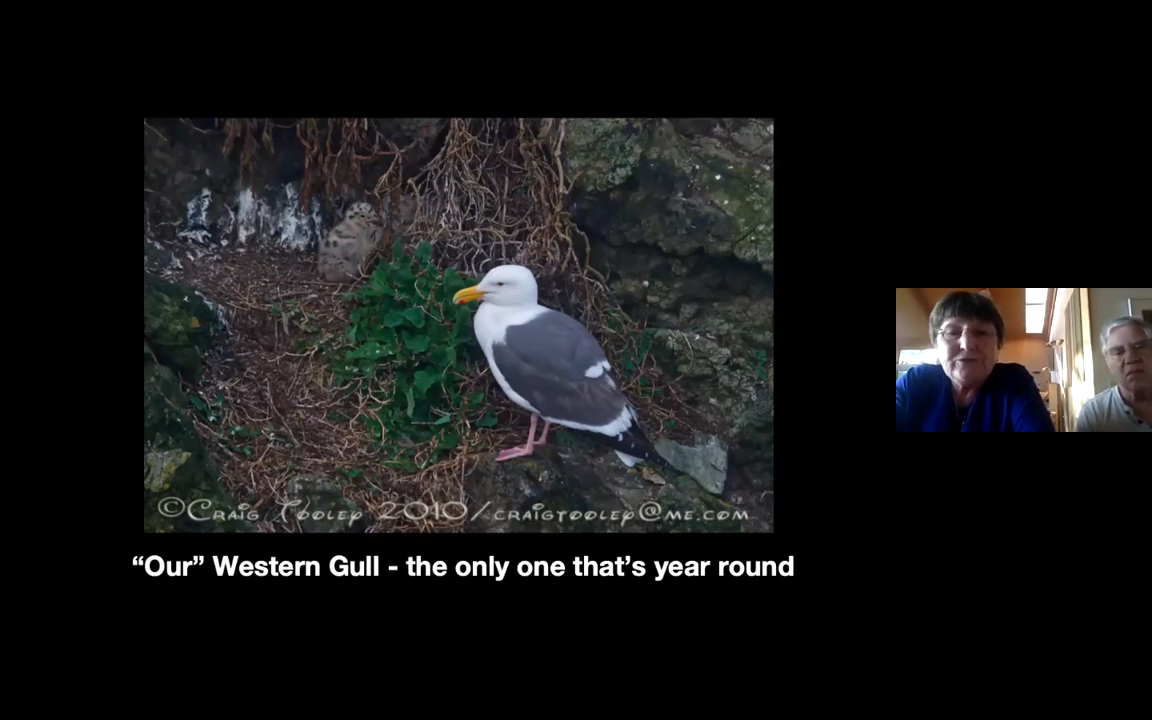 ©Craig Tooley 2010/craigtooley@me.com
“Our” Western Gull - the only one that’s year round